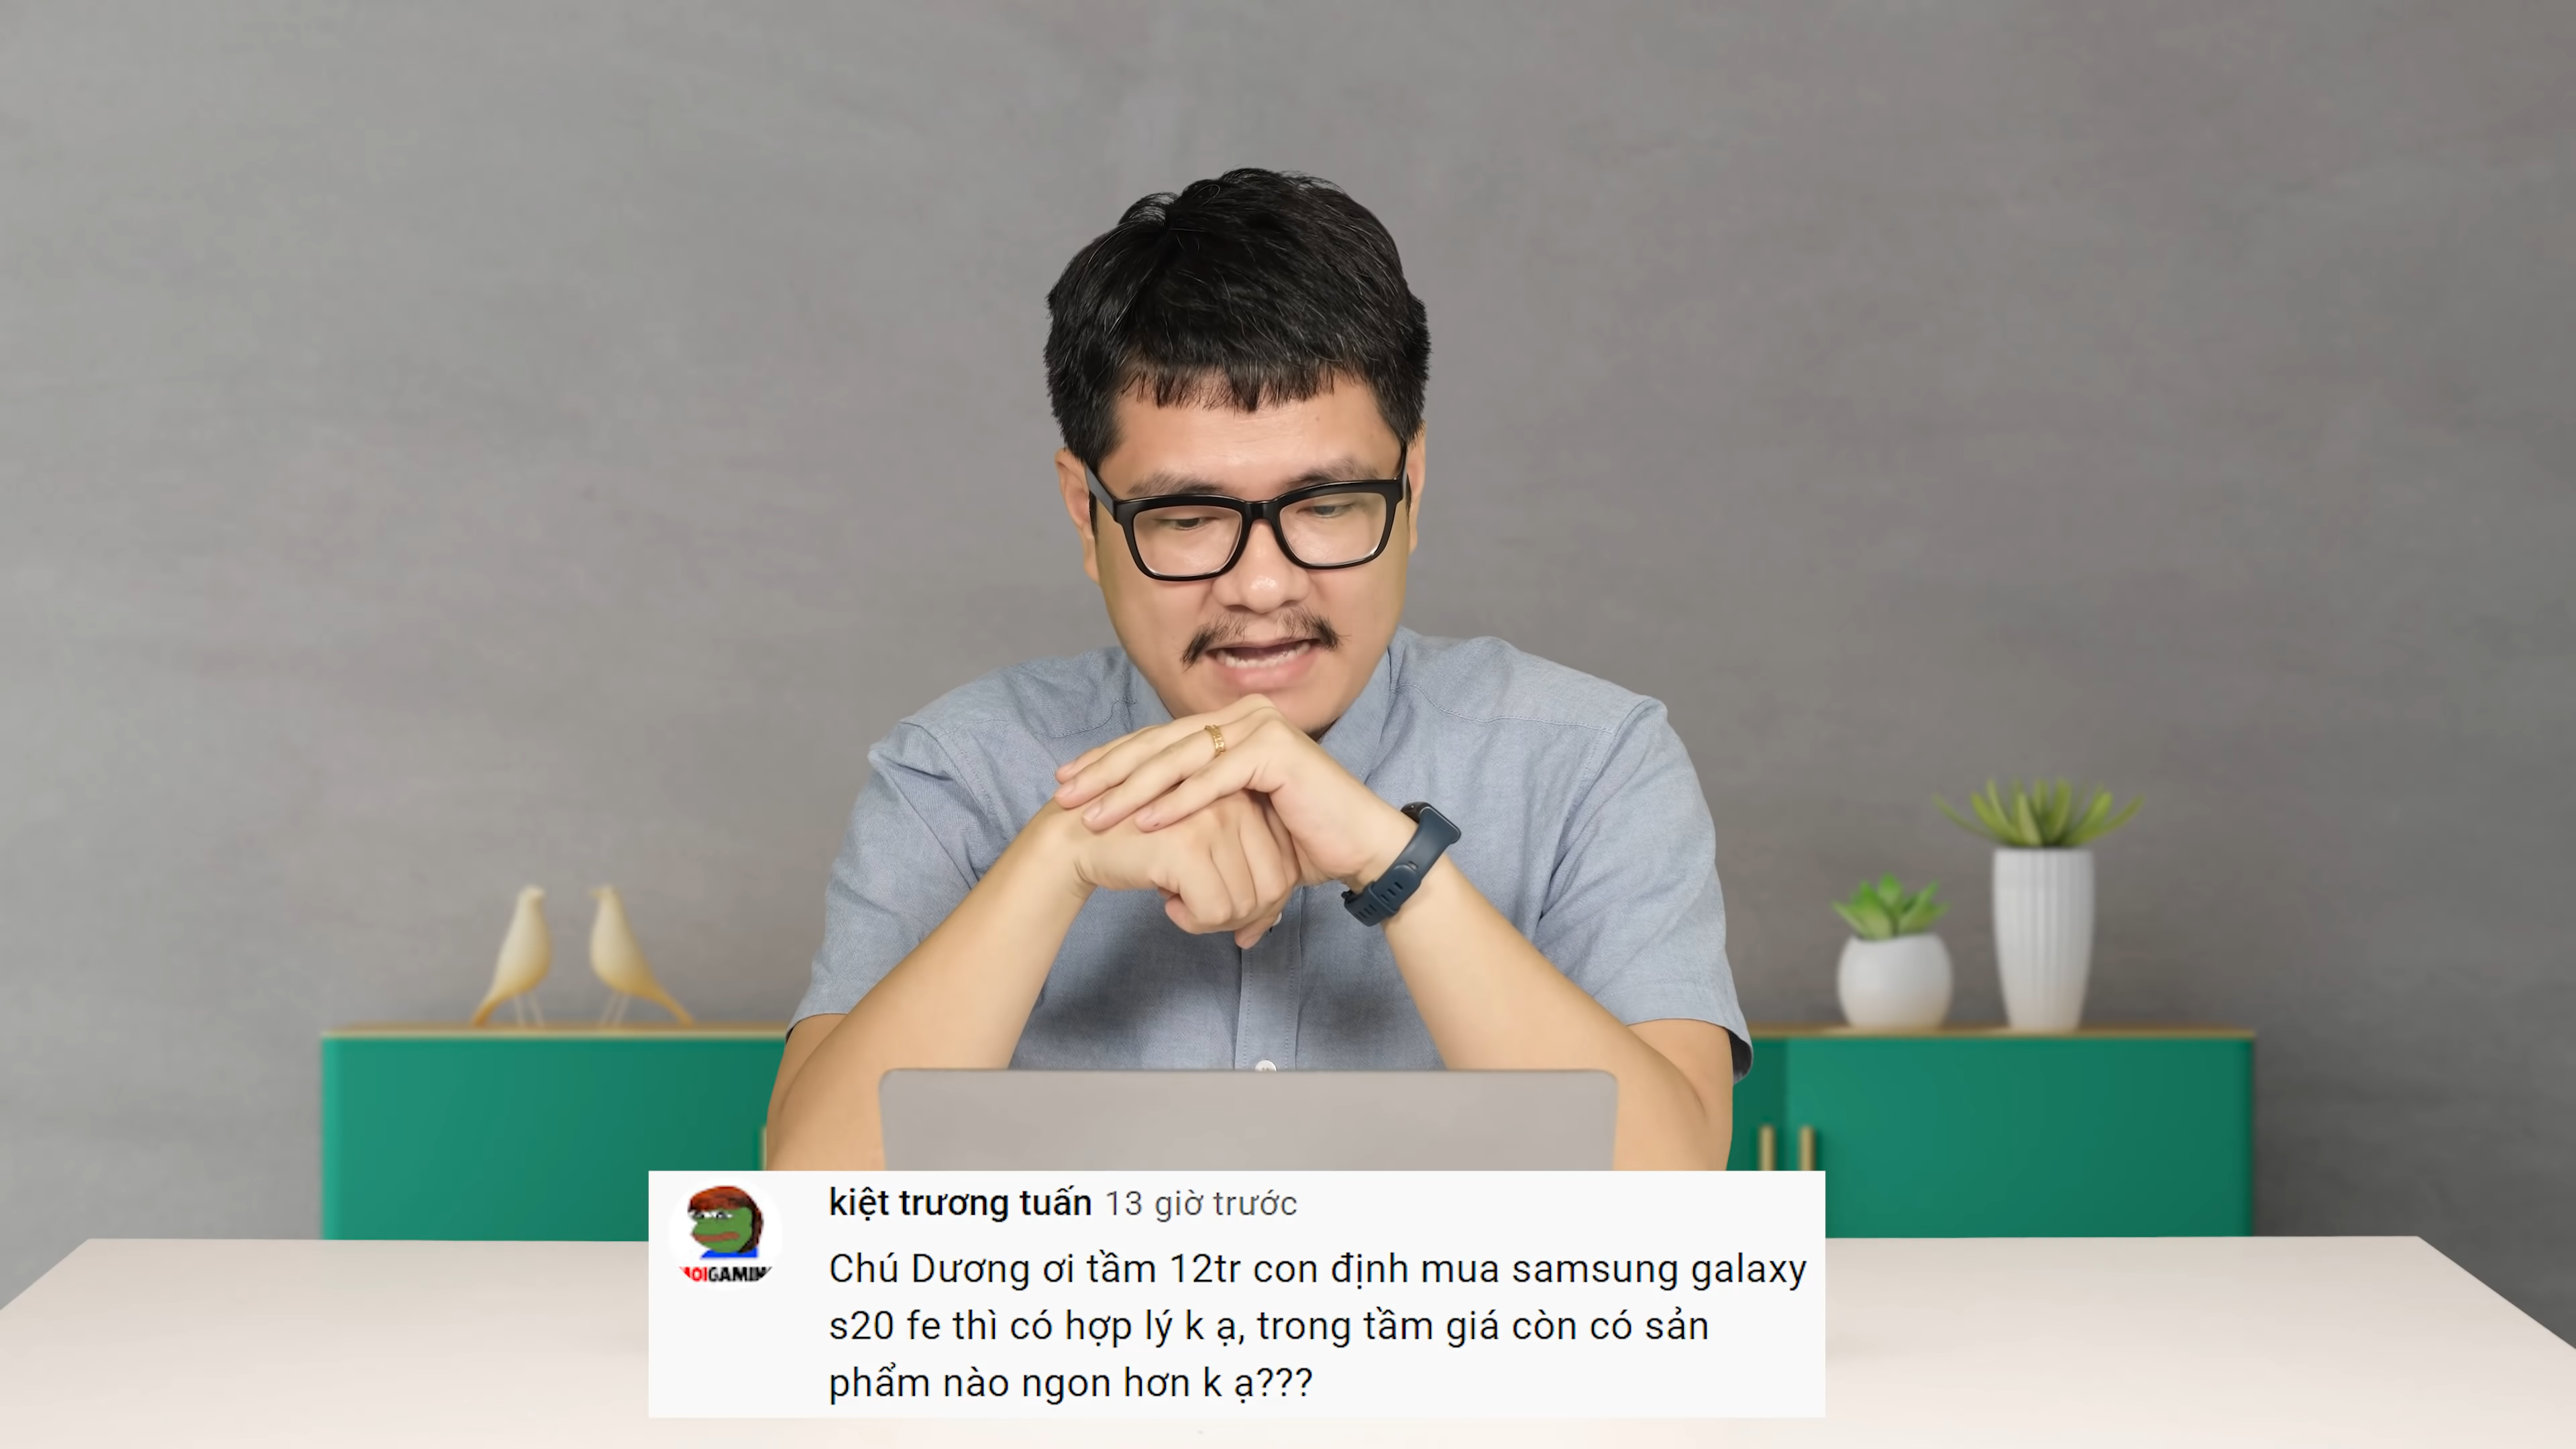 kiệt trương tuấn 13 giờ trước
Chú Dương ơi tầm 12tr con định mua samsung galaxy
s20 fe thì có hợp lý k ạ, trong tầm giá còn có sản
phẩm nào ngon hơn k ạ???